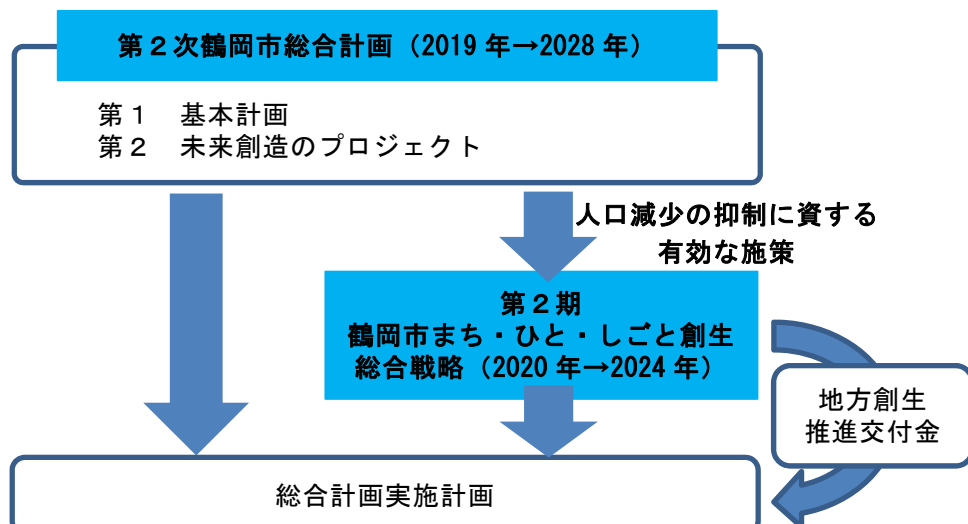 第２次鶴岡市総合計画（2019 年→2028 年）
第１　基本計画
第２　未来創造のプロジェクト
人口減少の抑制に資する
有効な施策
第２期
鶴岡市まち・ひと・しごと創生
総合戦略（2020 年→2024 年）
地方創生
推進交付金
総合計画実施計画